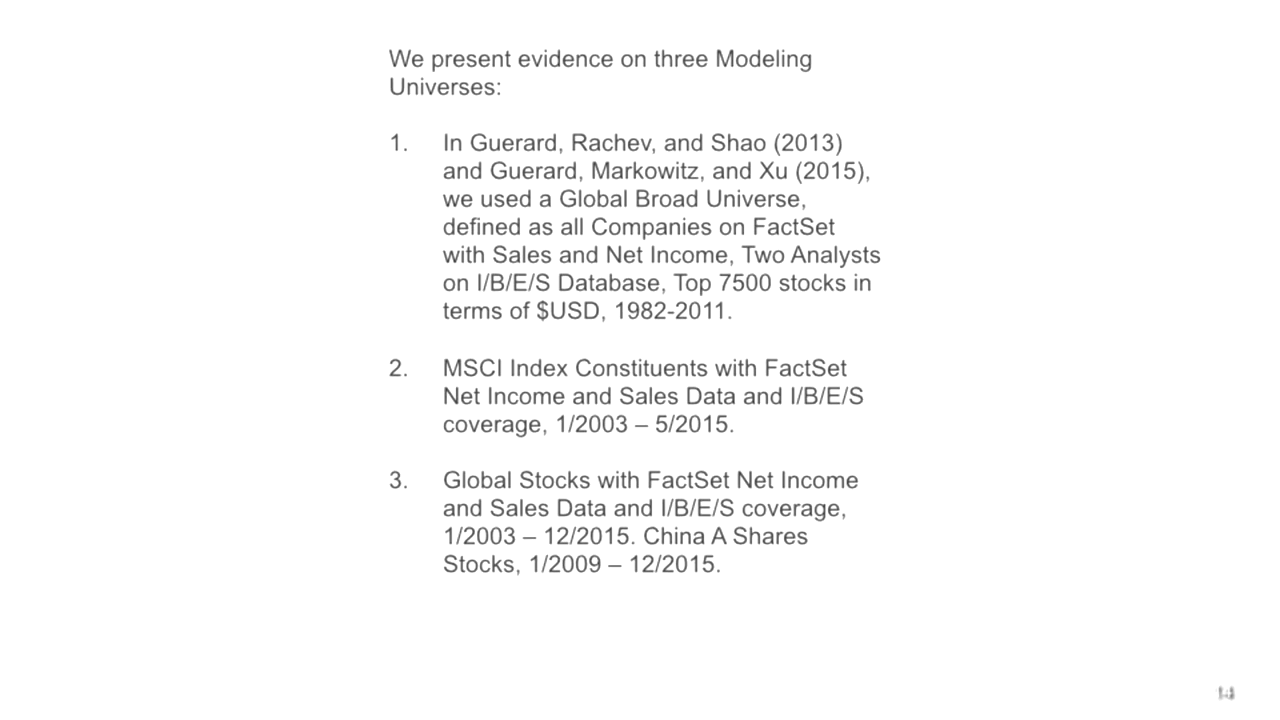 We present evidence on three Modeling
Universes:
1. In Guerard, Rachev, and Shao (2013)
and Guerard, Markowitz, and Xu (2015),
we used a Global Broad Universe,
defined as all Companies on FactSet
with Sales and Net Income, Two Analysts
on I/B/E/S Database, Top 7500 stocks in
terms of $USD, 1982-2011.
2. MSCI Index Constituents with FactSet
Net Income and Sales Data and I/B/E/S
coverage, 1/2003 – 5/2015.
3. Global Stocks with FactSet Net Income
and Sales Data and I/B/E/S coverage,
1/2003 – 12/2015. China A Shares
Stocks, 1/2009 – 12/2015.